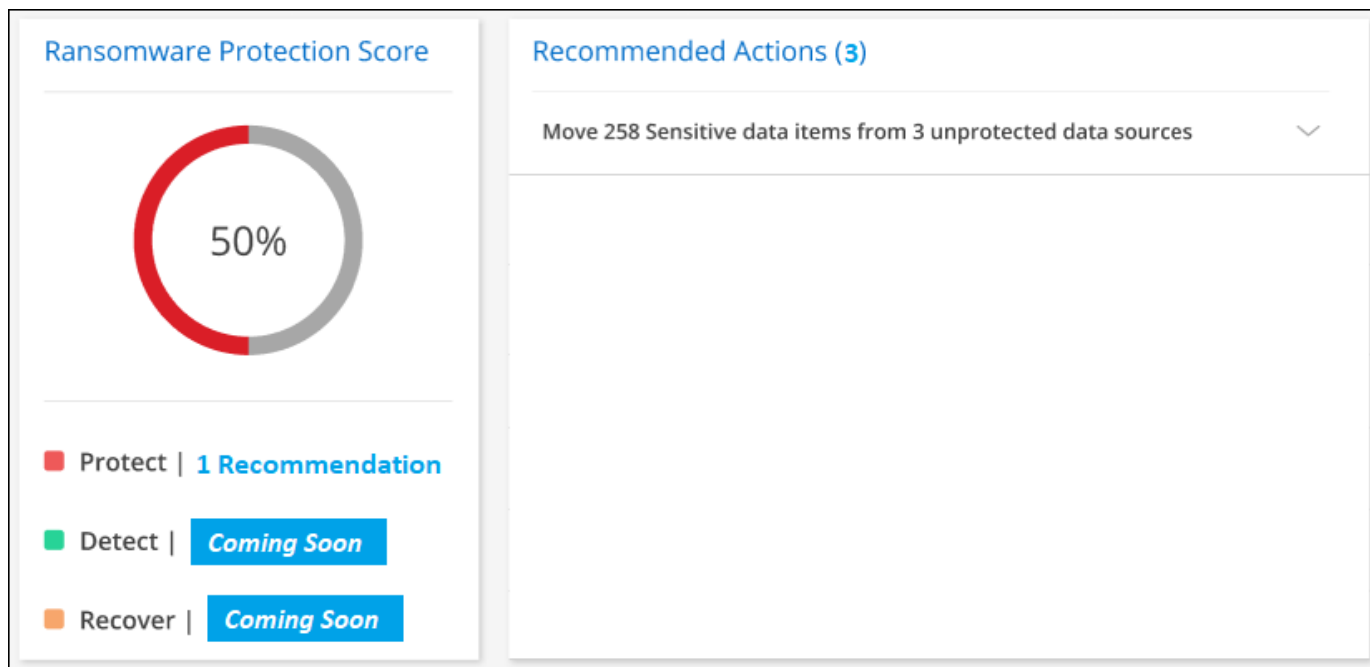 Ransomware Protection Score
50%
Protect | 1 Recommendation
Detect | Coming Soon
Recover | Coming Soon
Recommended Actions (3)
Move 258 Sensitive data items from 3 unprotected data sources